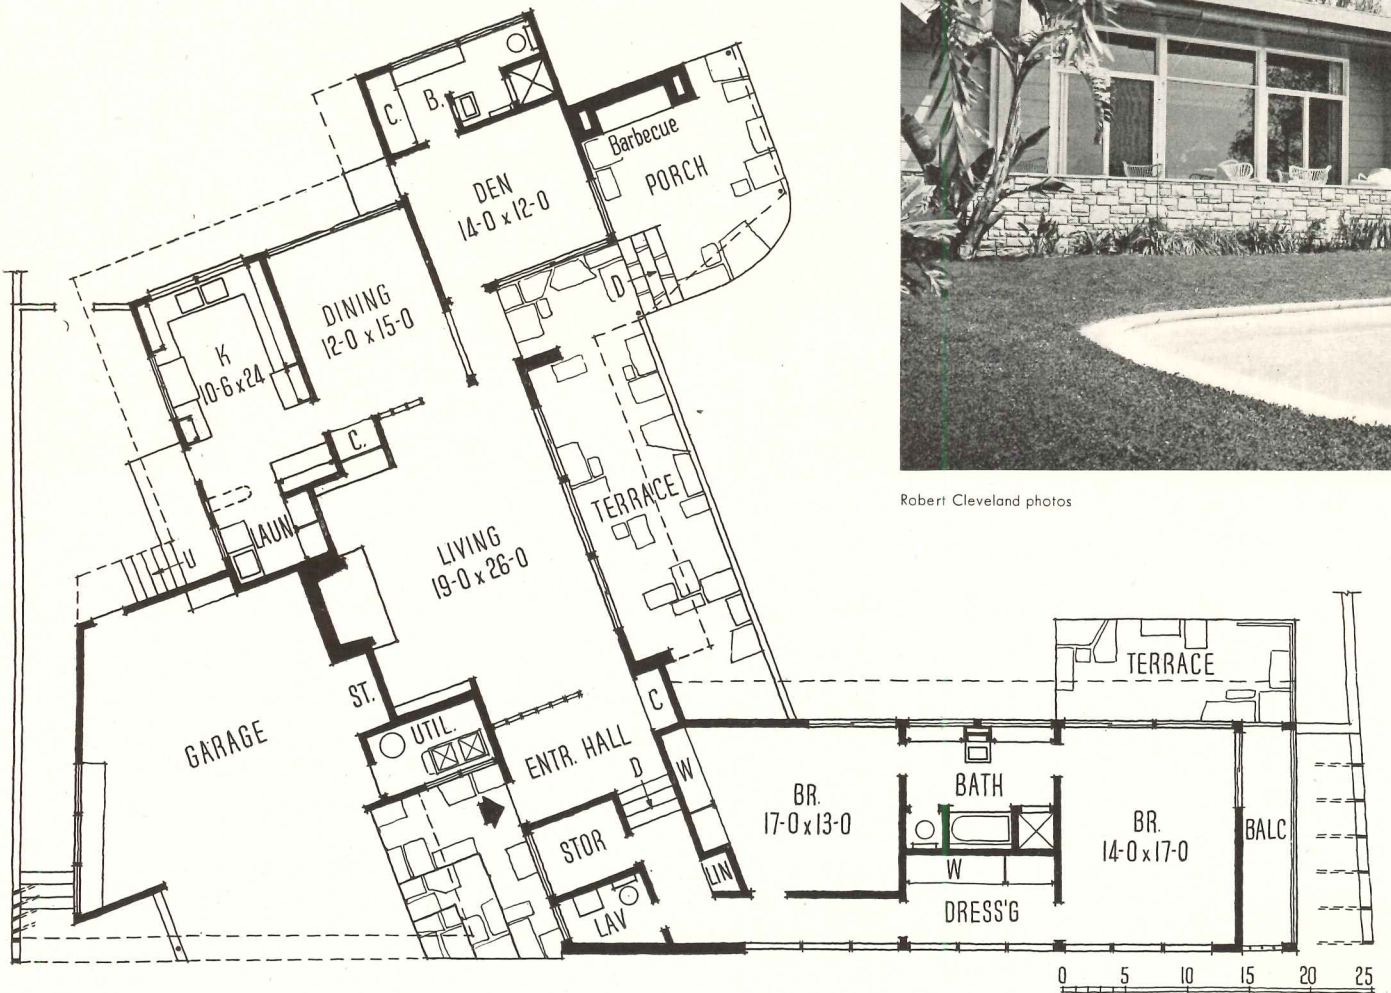 C.
B.
DEN
14-0 x 12-0
Barbecue
PORCH
D
DINING
12-0 x 15-0
K
10-6 x 24
C.
LAUN
U
LIVING
19-0 x 26-0
TERRACE
Robert Cleveland photos
GARAGE
ST.
UTIL.
ENTR. HALL
C
D
W
STOR
LIN
LAV
BR.
17-0 x 13-0
BATH
W
DRESS'G
BR.
14-0 x 17-0
BALC
TERRACE
0 5 10 15 20 25